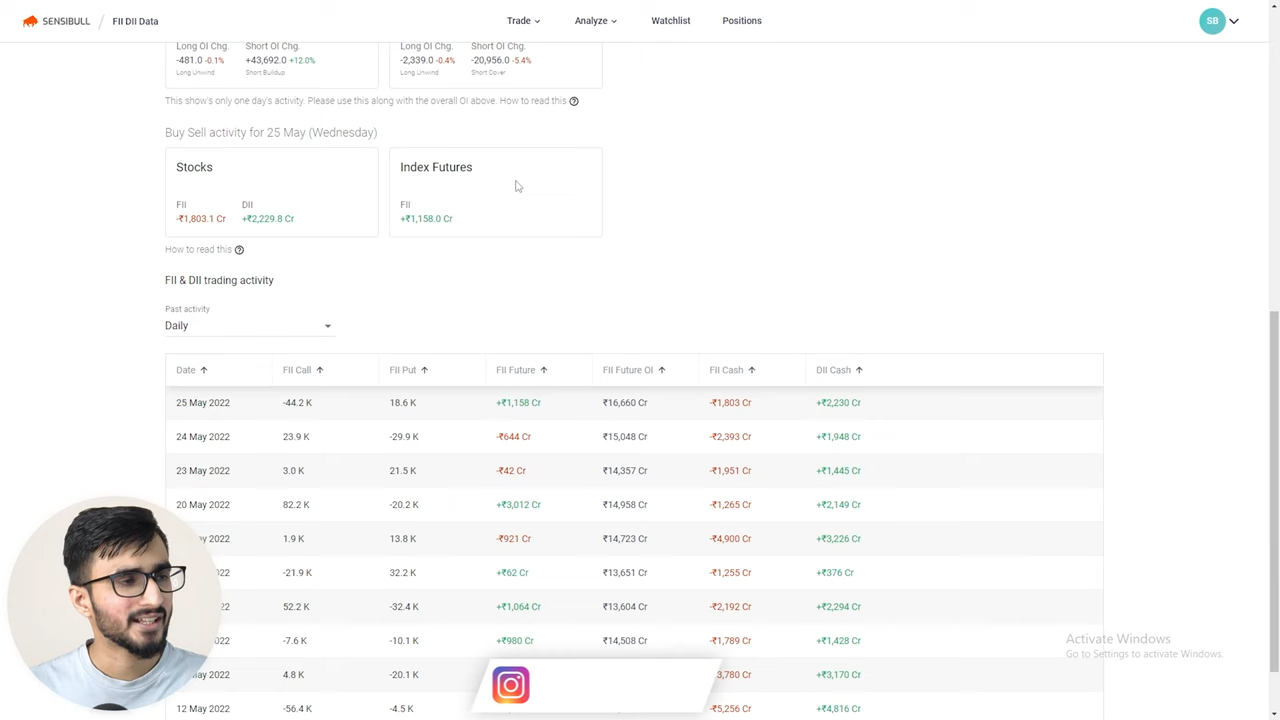 SENSIBULL / FII DII Data Trade Analyze Watchlist Positions SB
Long OI Chg. Short OI Chg. Long OI Chg. Short OI Chg.
-481.0 -0.1% +43,692.0 +12.0% -2,339.0 -0.4% -20,956.0 -5.4%
Long Unwind Short Buildup Long Unwind Short Cover
This show's only one day's activity. Please use this along with the overall OI above. How to read this ?
Buy Sell activity for 25 May (Wednesday)
Stocks Index Futures
FII DII FII
-₹1,803.1 Cr +₹2,229.8 Cr +₹1,158.0 Cr
How to read this ?
FII & DII trading activity
Past activity
Daily
Date ↑ FII Call ↑ FII Put ↑ FII Future ↑ FII Future OI ↑ FII Cash ↑ DII Cash ↑
25 May 2022 -44.2 K 18.6 K +₹1,158 Cr ₹16,660 Cr -₹1,803 Cr +₹2,230 Cr
24 May 2022 23.9 K -29.9 K -₹644 Cr ₹15,048 Cr -₹2,393 Cr +₹1,948 Cr
23 May 2022 3.0 K 21.5 K -₹42 Cr ₹14,357 Cr -₹1,951 Cr +₹1,445 Cr
20 May 2022 82.2 K -20.2 K +₹3,012 Cr ₹14,958 Cr -₹1,265 Cr +₹2,149 Cr
2022 1.9 K 13.8 K -₹921 Cr ₹14,723 Cr -₹4,900 Cr +₹3,226 Cr
22 -21.9 K 32.2 K +₹62 Cr ₹13,651 Cr -₹1,255 Cr +₹376 Cr
22 52.2 K -32.4 K +₹1,064 Cr ₹13,604 Cr -₹2,192 Cr +₹2,294 Cr
022 -7.6 K -10.1 K +₹980 Cr ₹14,508 Cr -₹1,789 Cr +₹1,428 Cr
2022 4.8 K -20.1 K 3,780 Cr +₹3,170 Cr
12 May 2022 -56.4 K -4.5 K 5,256 Cr +₹4,816 Cr
Activate Windows
Go to Settings to activate Windows.